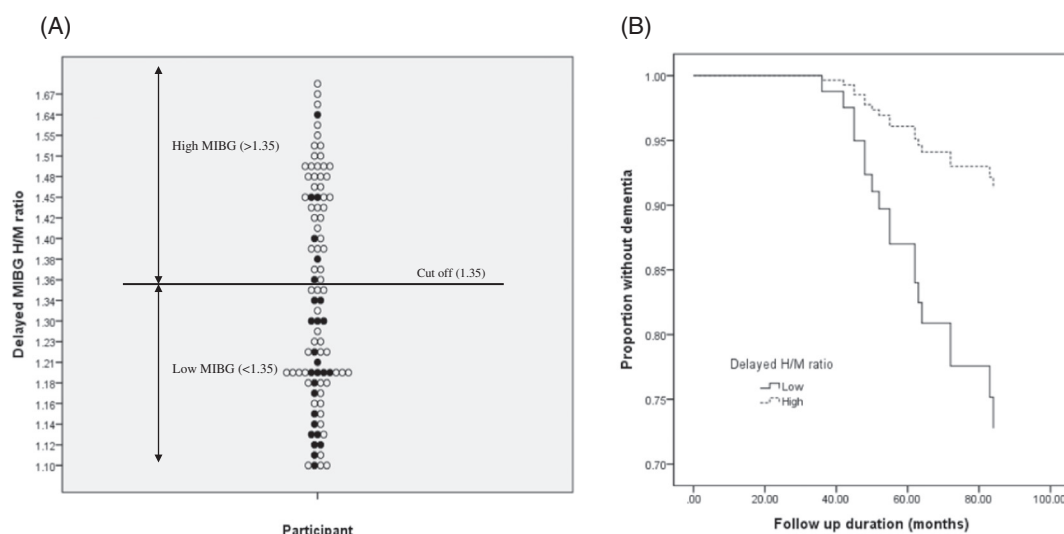 (A)
Delayed MIBG H/M ratio
1.67
1.64
1.55
1.51
1.48
1.45
1.42
1.40
1.38
1.36
1.34
1.30
1.23
1.21
1.18
1.16
1.14
1.12
1.10
High MIBG (>1.35)
Cut off (1.35)
Low MIBG (<1.35)
Participant
(B)
Proportion without dementia
1.00
0.95
0.90
0.85
0.80
0.75
0.70
Delayed H/M ratio
Low
High
.00 20.00 40.00 60.00 80.00 100.00
Follow up duration (months)